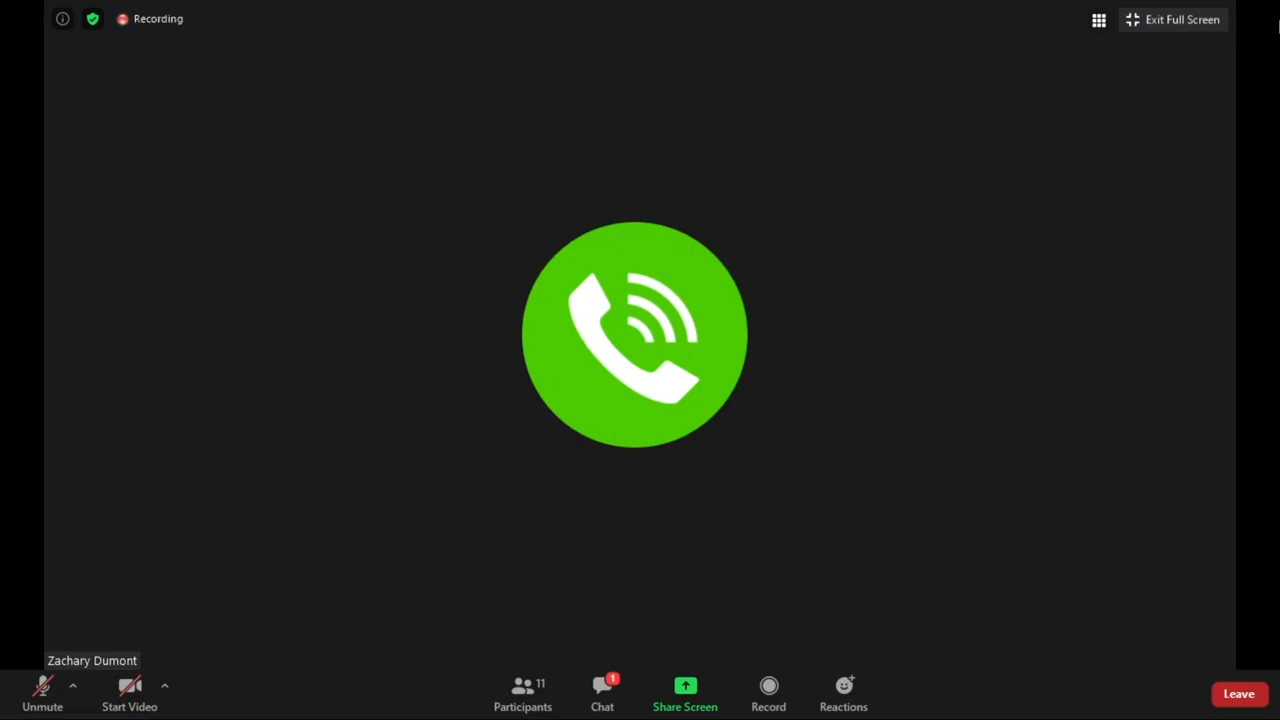 Recording
Exit Full Screen
Zachary Dumont
Unmute
Start Video
Participants
11
Chat
1
Share Screen
Record
Reactions
Leave